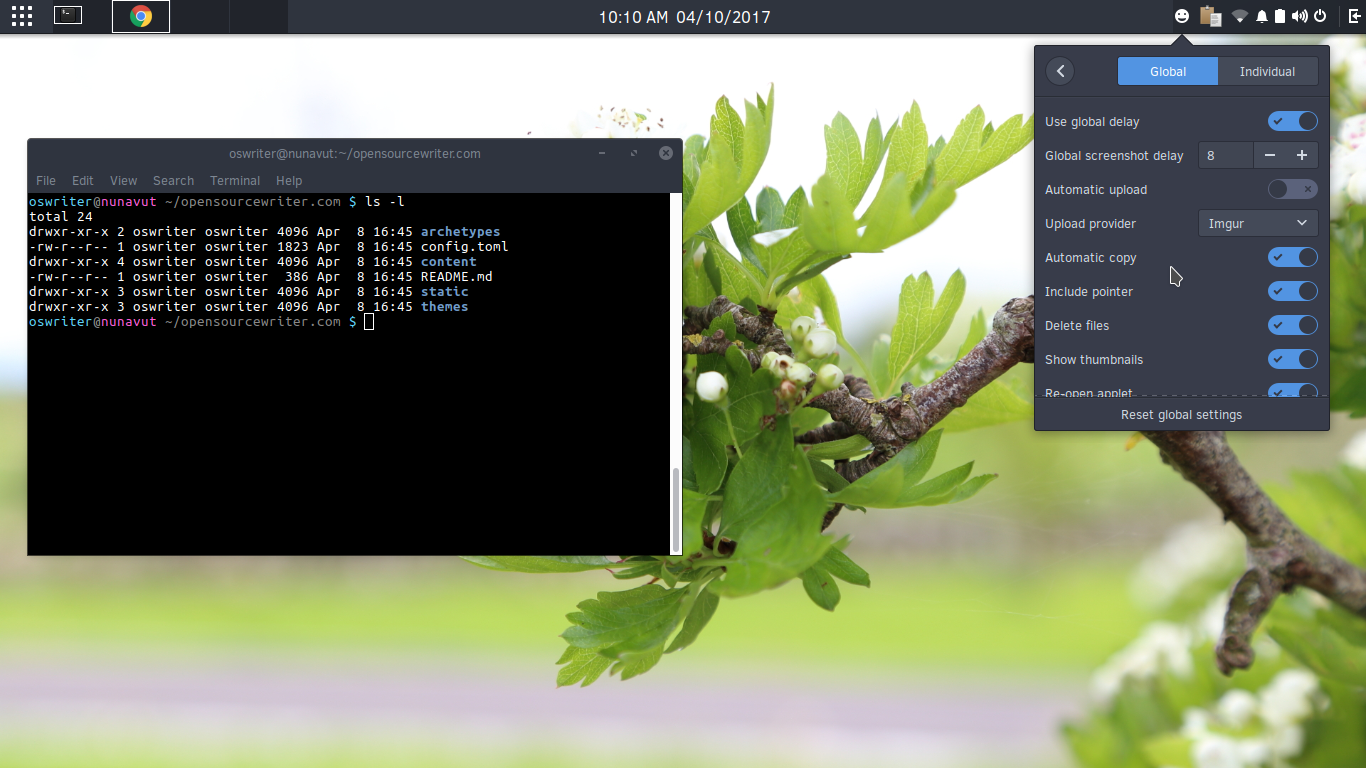 10:10 AM 04/10/2017
oswriter@nunavut:~/opensourcewriter.com
File Edit View Search Terminal Help
oswriter@nunavut ~/opensourcewriter.com $ ls -l
total 24
drwxr-xr-x 2 oswriter oswriter 4096 Apr  8 16:45 archetypes
-rw-r--r-- 1 oswriter oswriter 1823 Apr  8 16:45 config.toml
drwxr-xr-x 4 oswriter oswriter 4096 Apr  8 16:45 content
-rw-r--r-- 1 oswriter oswriter  386 Apr  8 16:45 README.md
drwxr-xr-x 3 oswriter oswriter 4096 Apr  8 16:45 static
drwxr-xr-x 3 oswriter oswriter 4096 Apr  8 16:45 themes
oswriter@nunavut ~/opensourcewriter.com $
Global Individual
Use global delay
Global screenshot delay 8
Automatic upload
Upload provider Imgur
Automatic copy
Include pointer
Delete files
Show thumbnails
Re-open applet
Reset global settings